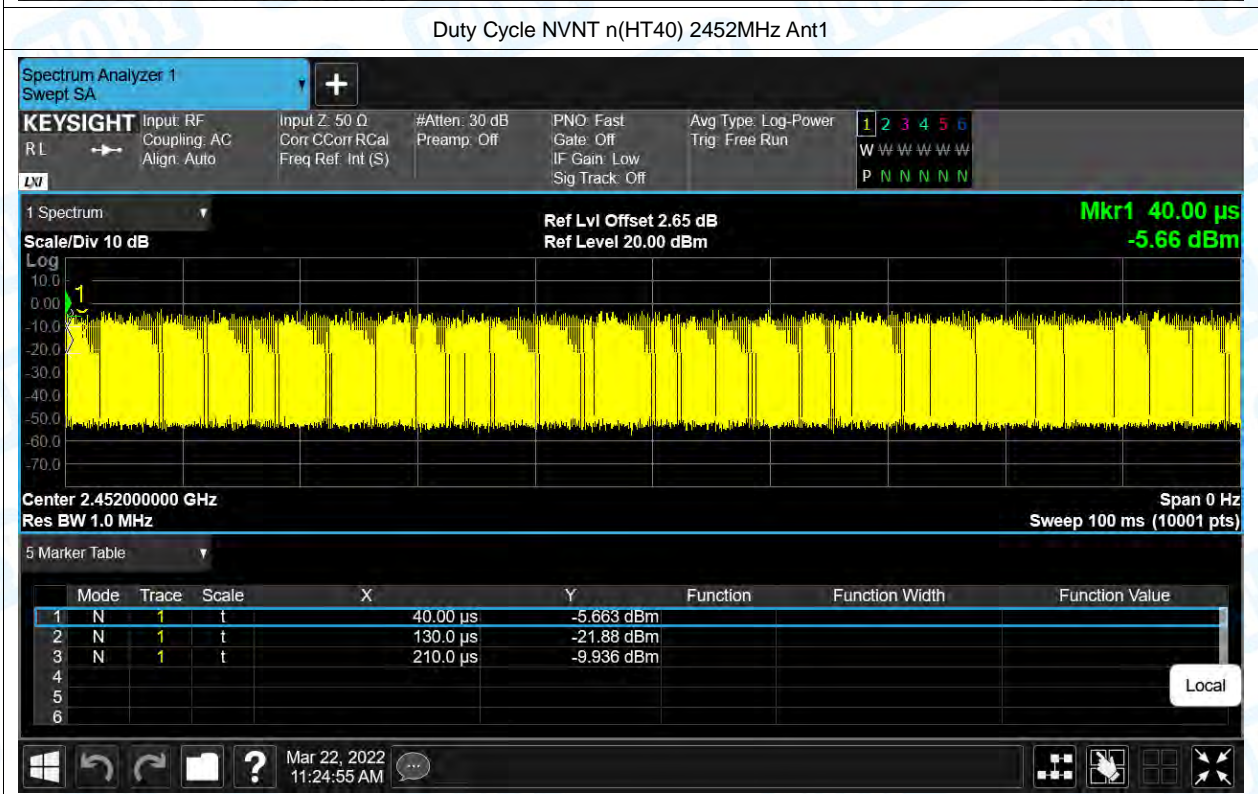 Duty Cycle NVNT n(HT40) 2452MHz Ant1
Spectrum Analyzer 1
Swept SA
KEYSIGHT Input: RF Input Z: 50 Ω #Atten: 30 dB PNO: Fast Avg Type: Log-Power 1 2 3 4 5 6
RL Coupling: AC Corr CCorr RCal Preamp: Off Gate: Off Trig: Free Run W W W W W W
Align: Auto Freq Ref: Int (S) IF Gain: Low P N N N N N
LXI Sig Track: Off
1 Spectrum Ref Lvl Offset 2.65 dB Mkr1 40.00 µs
Scale/Div 10 dB Ref Level 20.00 dBm -5.66 dBm
Log
10.0
1
0.00
-10.0
-20.0
-30.0
-40.0
-50.0
-60.0
-70.0
Center 2.452000000 GHz Span 0 Hz
Res BW 1.0 MHz Sweep 100 ms (10001 pts)
5 Marker Table
Mode Trace Scale X Y Function Function Width Function Value
1 N 1 t 40.00 µs -5.663 dBm
2 N 1 t 130.0 µs -21.88 dBm
3 N 1 t 210.0 µs -9.936 dBm
4
5
6
Local
? Mar 22, 2022
11:24:55 AM